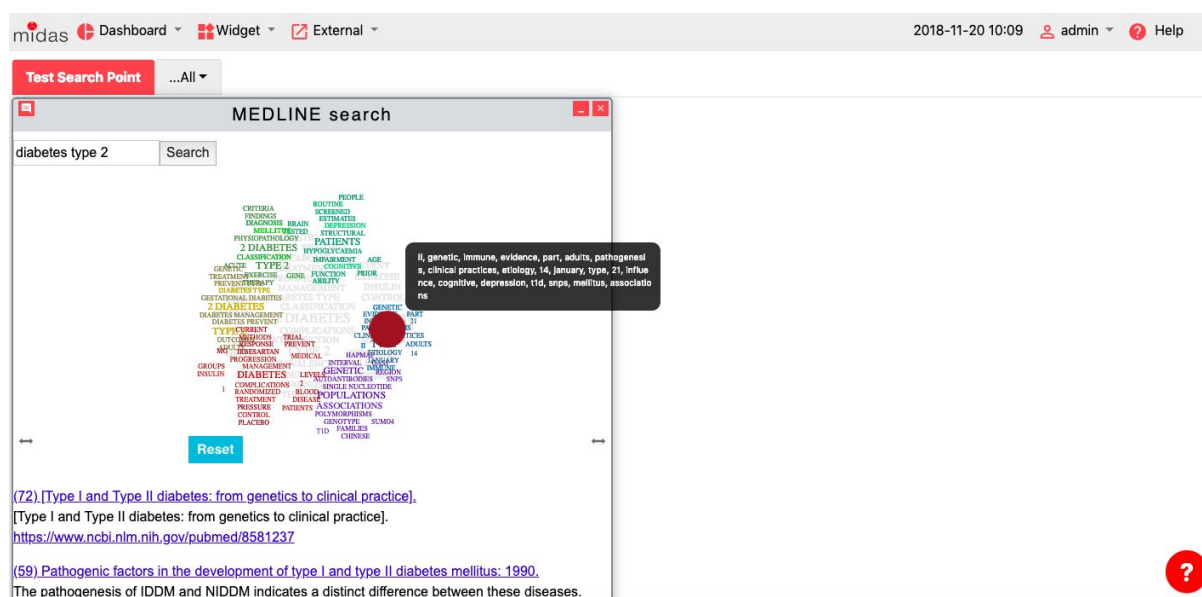 midas Dashboard Widget External 2018-11-20 10:09 admin Help
Test Search Point ...All
MEDLINE search
diabetes type 2 Search
PEOPLE
ROUTINE
CRITERIA SCREENED
FINDINGS ESTIMATES
DIAGNOSIS BRAIN DEPRESSION
STRUCTURAL
PHYSIOPATHOLOGY PATIENTS
2 DIABETES HYPOGLYCAEMIA
CLASSIFICATION IMPAIRMENT AGE
TYPE 2 COGNITIVE
EXERCISE GENE FUNCTION PRIOR
ABILITY
MANAGEMENT INSULIN
DIABETES TYPE
GESTATIONAL DIABETES CONTROL
2 DIABETES CLASSIFICATION GENETIC
DIABETES MANAGEMENT DIABETES PART
DIABETES PREVENT 21
CURRENT COMPLICATIONS
METHODS TRIAL ADULTS
RESPONSE PREVENT II
MG IRBESARTAN HAPMAP ETIOLOGY 14
PROGRESSION MEDICAL JANUARY
GROUPS MANAGEMENT INTERVAL IMMUNE
INSULIN DIABETES GENETIC REGION
AUTOANTIBODIES SNPS
1 COMPLICATIONS 2 SINGLE NUCLEOTIDE
RANDOMIZED BLOOD POPULATIONS
TREATMENT DISEASE
PRESSURE PATIENTS ASSOCIATIONS
CONTROL POLYMORPHISMS
PLACEBO GENOTYPE SUMO4
T1D FAMILIES
CHINESE
ii, genetic, immune, evidence, part, adults, pathogenesi
s, clinical practices, etiology, 14, january, type, 21, influe
nce, cognitive, depression, t1d, snps, mellitus, associatio
ns
Reset
(72) [Type I and Type II diabetes: from genetics to clinical practice].
[Type I and Type II diabetes: from genetics to clinical practice].
https://www.ncbi.nlm.nih.gov/pubmed/8581237
(59) Pathogenic factors in the development of type I and type II diabetes mellitus: 1990.
The pathogenesis of IDDM and NIDDM indicates a distinct difference between these diseases.
?